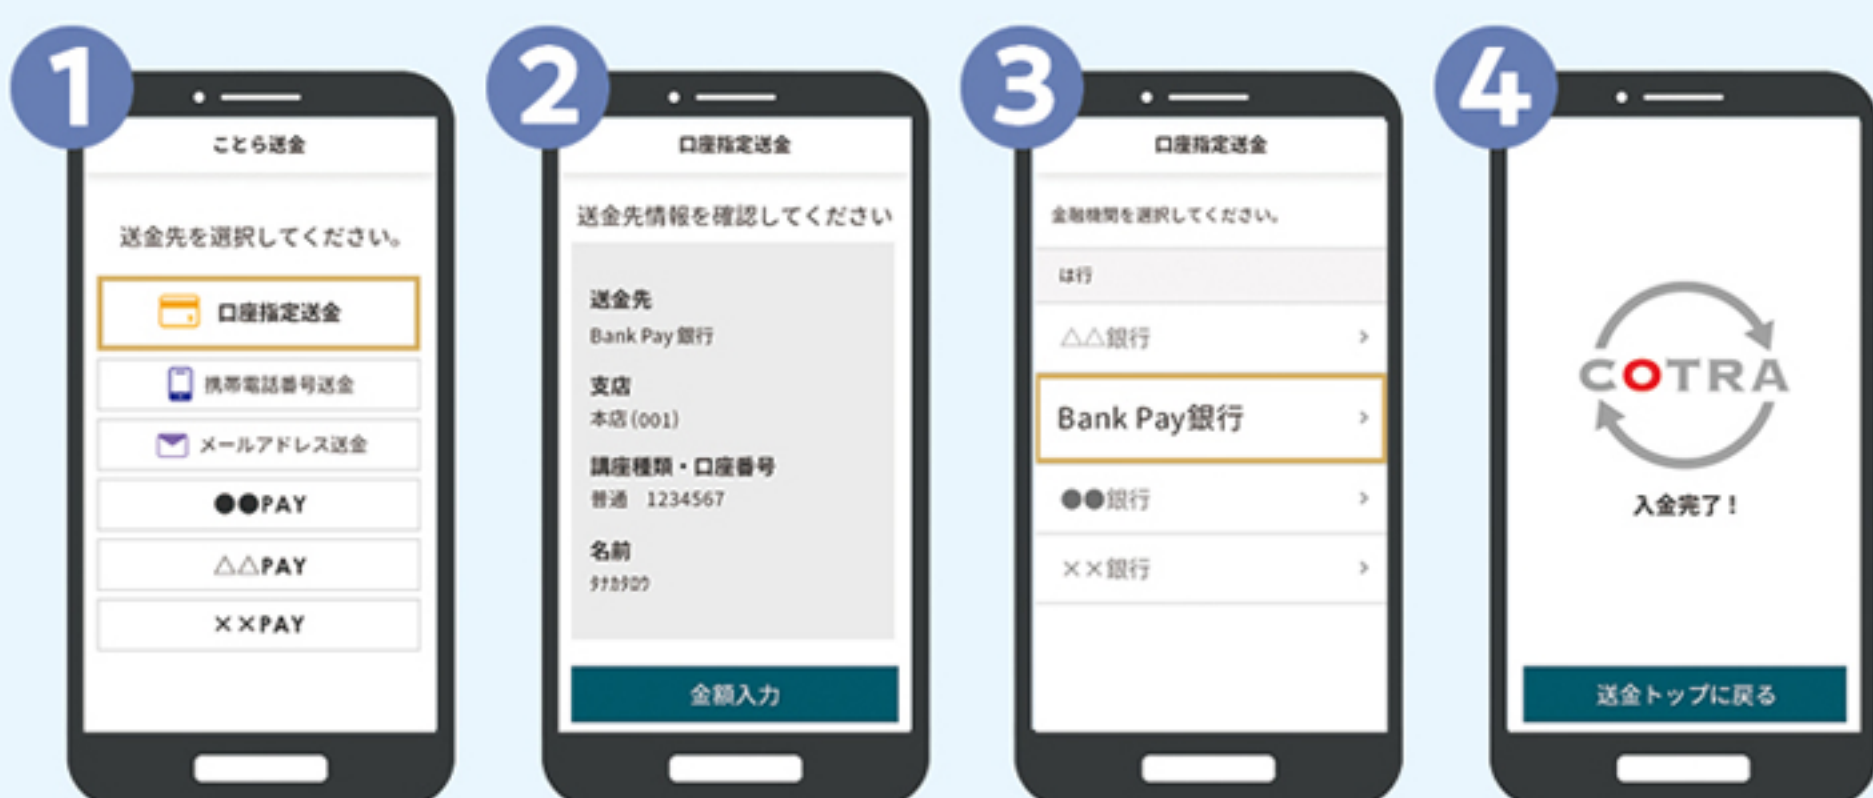 1
ことら送金
送金先を選択してください。
口座指定送金
携帯電話番号送金
メールアドレス送金
●●PAY
△△PAY
××PAY
2
口座指定送金
送金先情報を確認してください
送金先
Bank Pay 銀行
支店
本店(001)
講座種類・口座番号
普通 1234567
名前
ﾀﾅｶﾀﾛｳ
金額入力
3
口座指定送金
金融機関を選択してください。
は行
△△銀行
Bank Pay銀行
●●銀行
××銀行
4
COTRA
入金完了！
送金トップに戻る